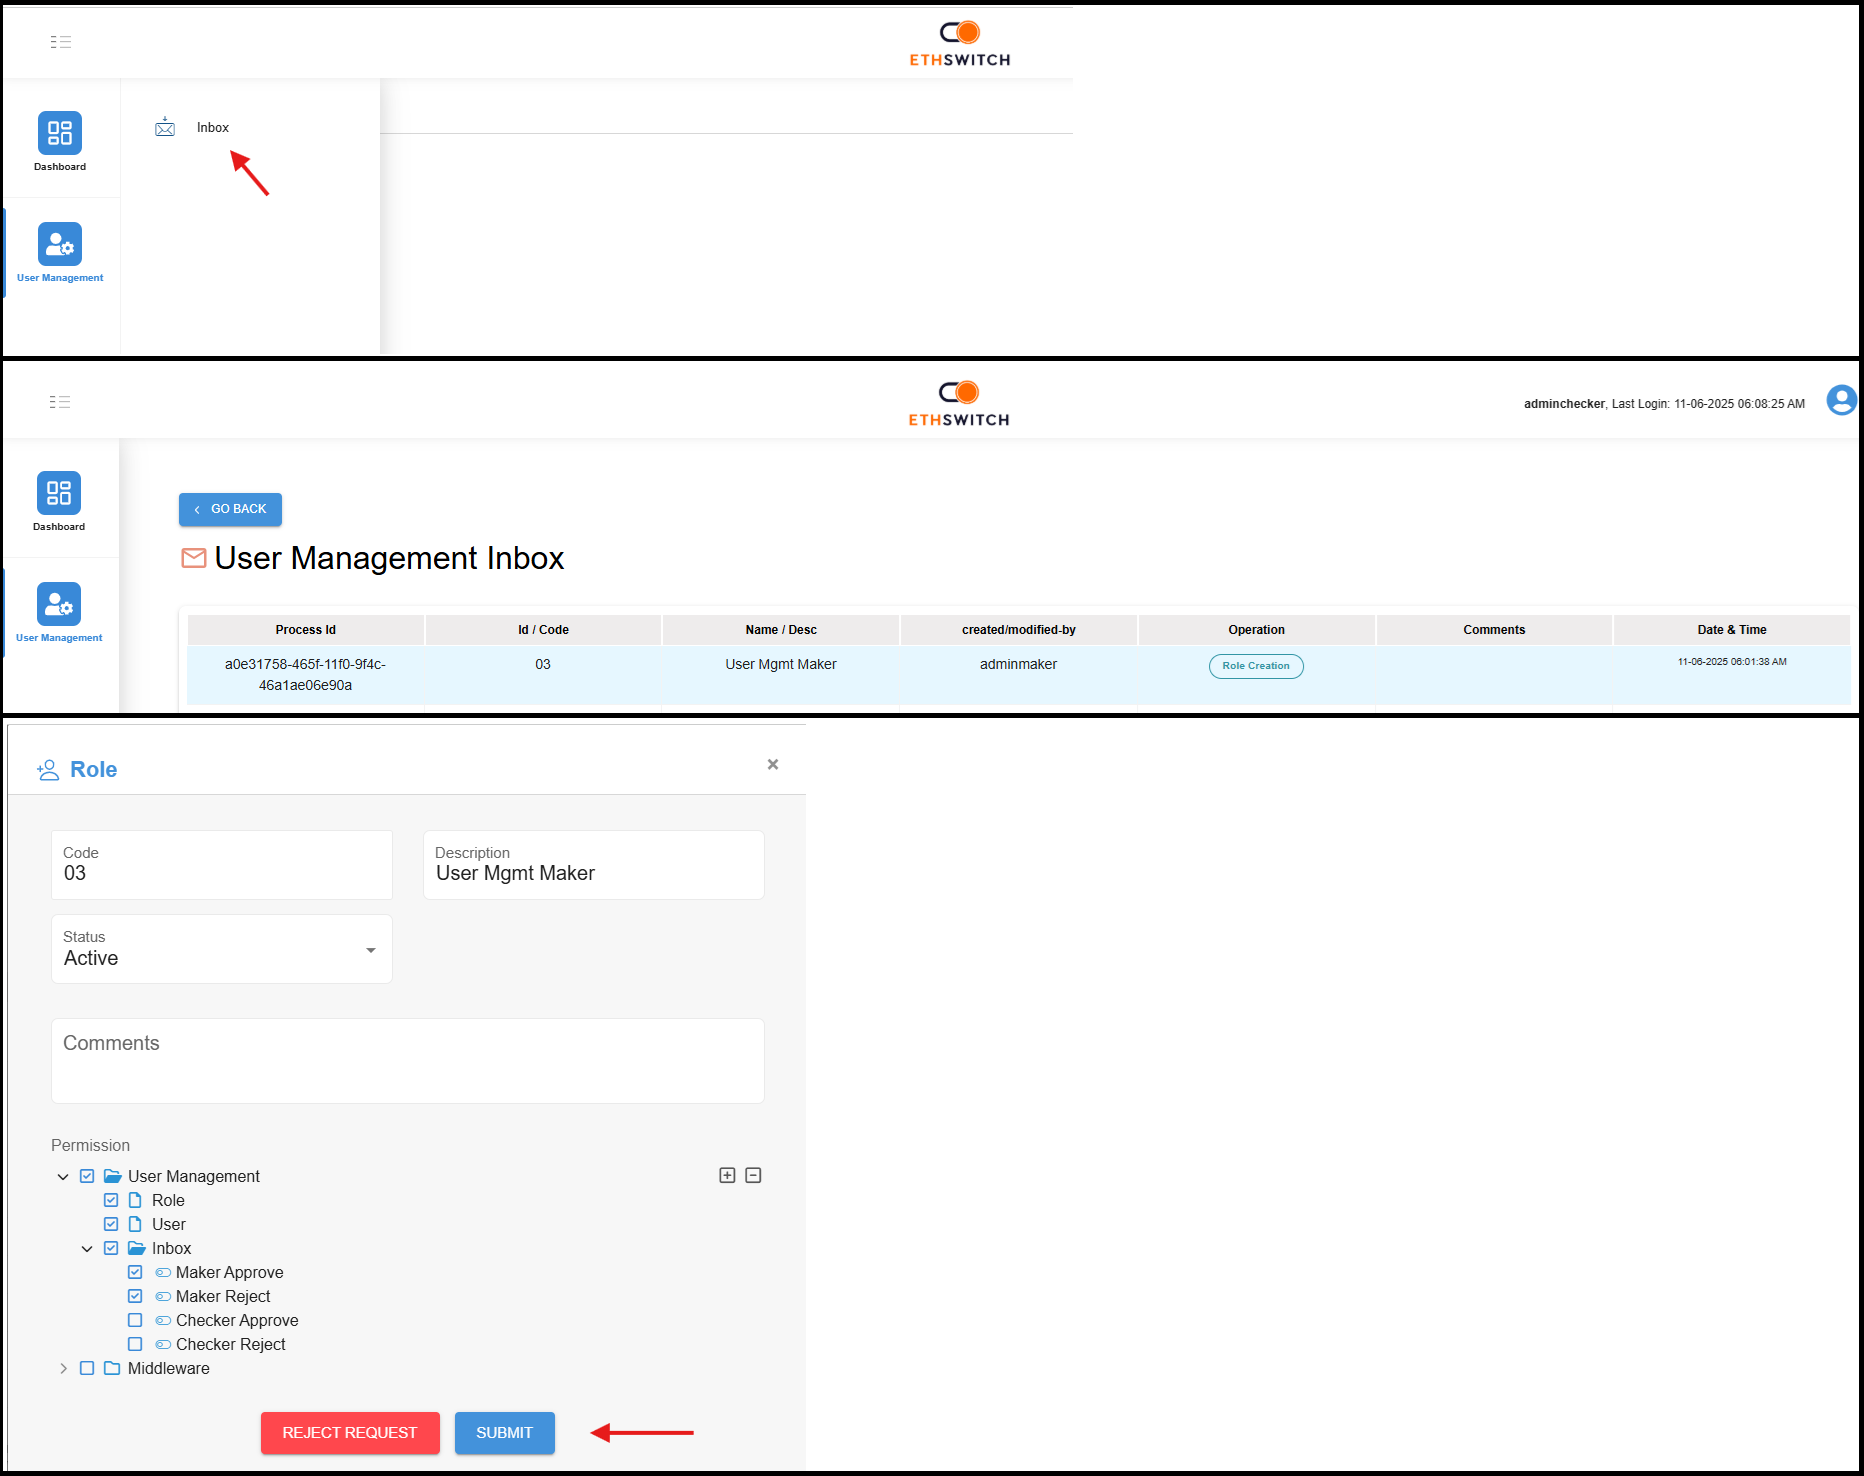 ETHSWITCH
Dashboard
Inbox
User Management
ETHSWITCH
adminchecker, Last Login: 11-06-2025 06:08:25 AM
Dashboard
User Management
GO BACK
User Management Inbox
Process Id Id / Code Name / Desc created/modified-by Operation Comments Date & Time
a0e31758-465f-11f0-9f4c-46a1ae06e90a 03 User Mgmt Maker adminmaker Role Creation 11-06-2025 06:01:38 AM
Role
Code
03
Description
User Mgmt Maker
Status
Active
Comments
Permission
User Management
Role
User
Inbox
Maker Approve
Maker Reject
Checker Approve
Checker Reject
Middleware
REJECT REQUEST SUBMIT